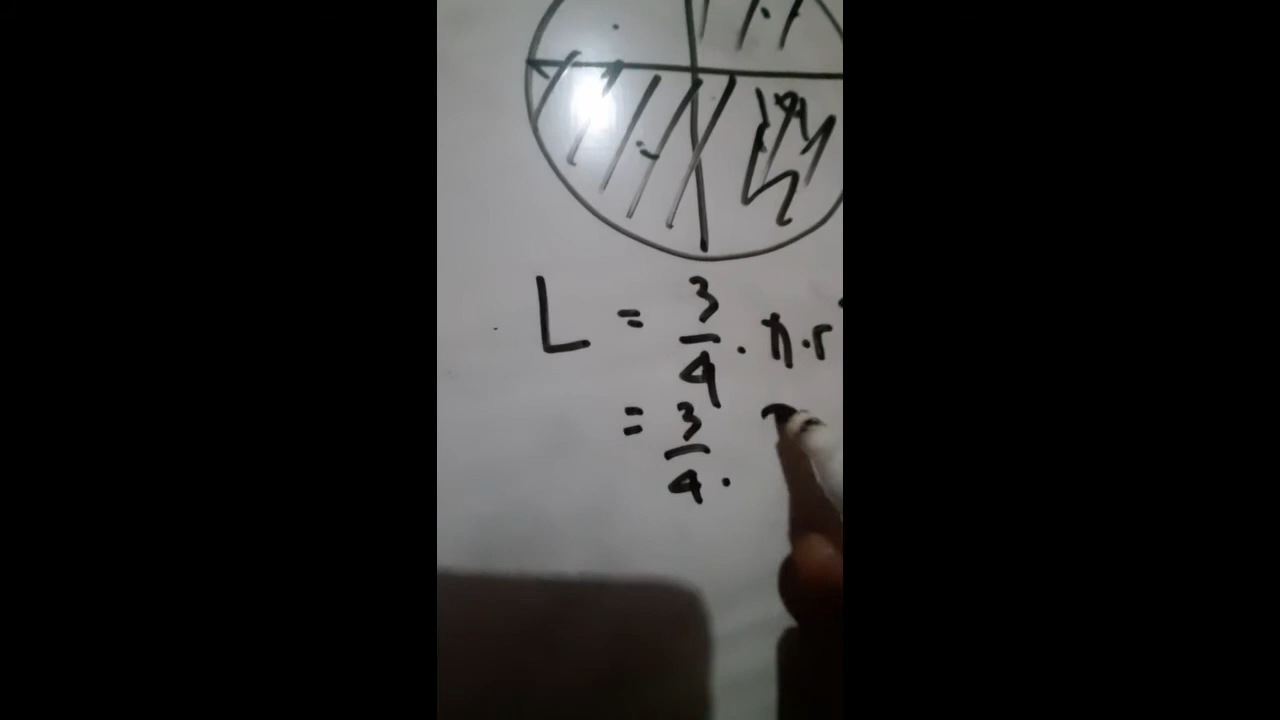 L = 3/4 . π . r
= 3/4 .